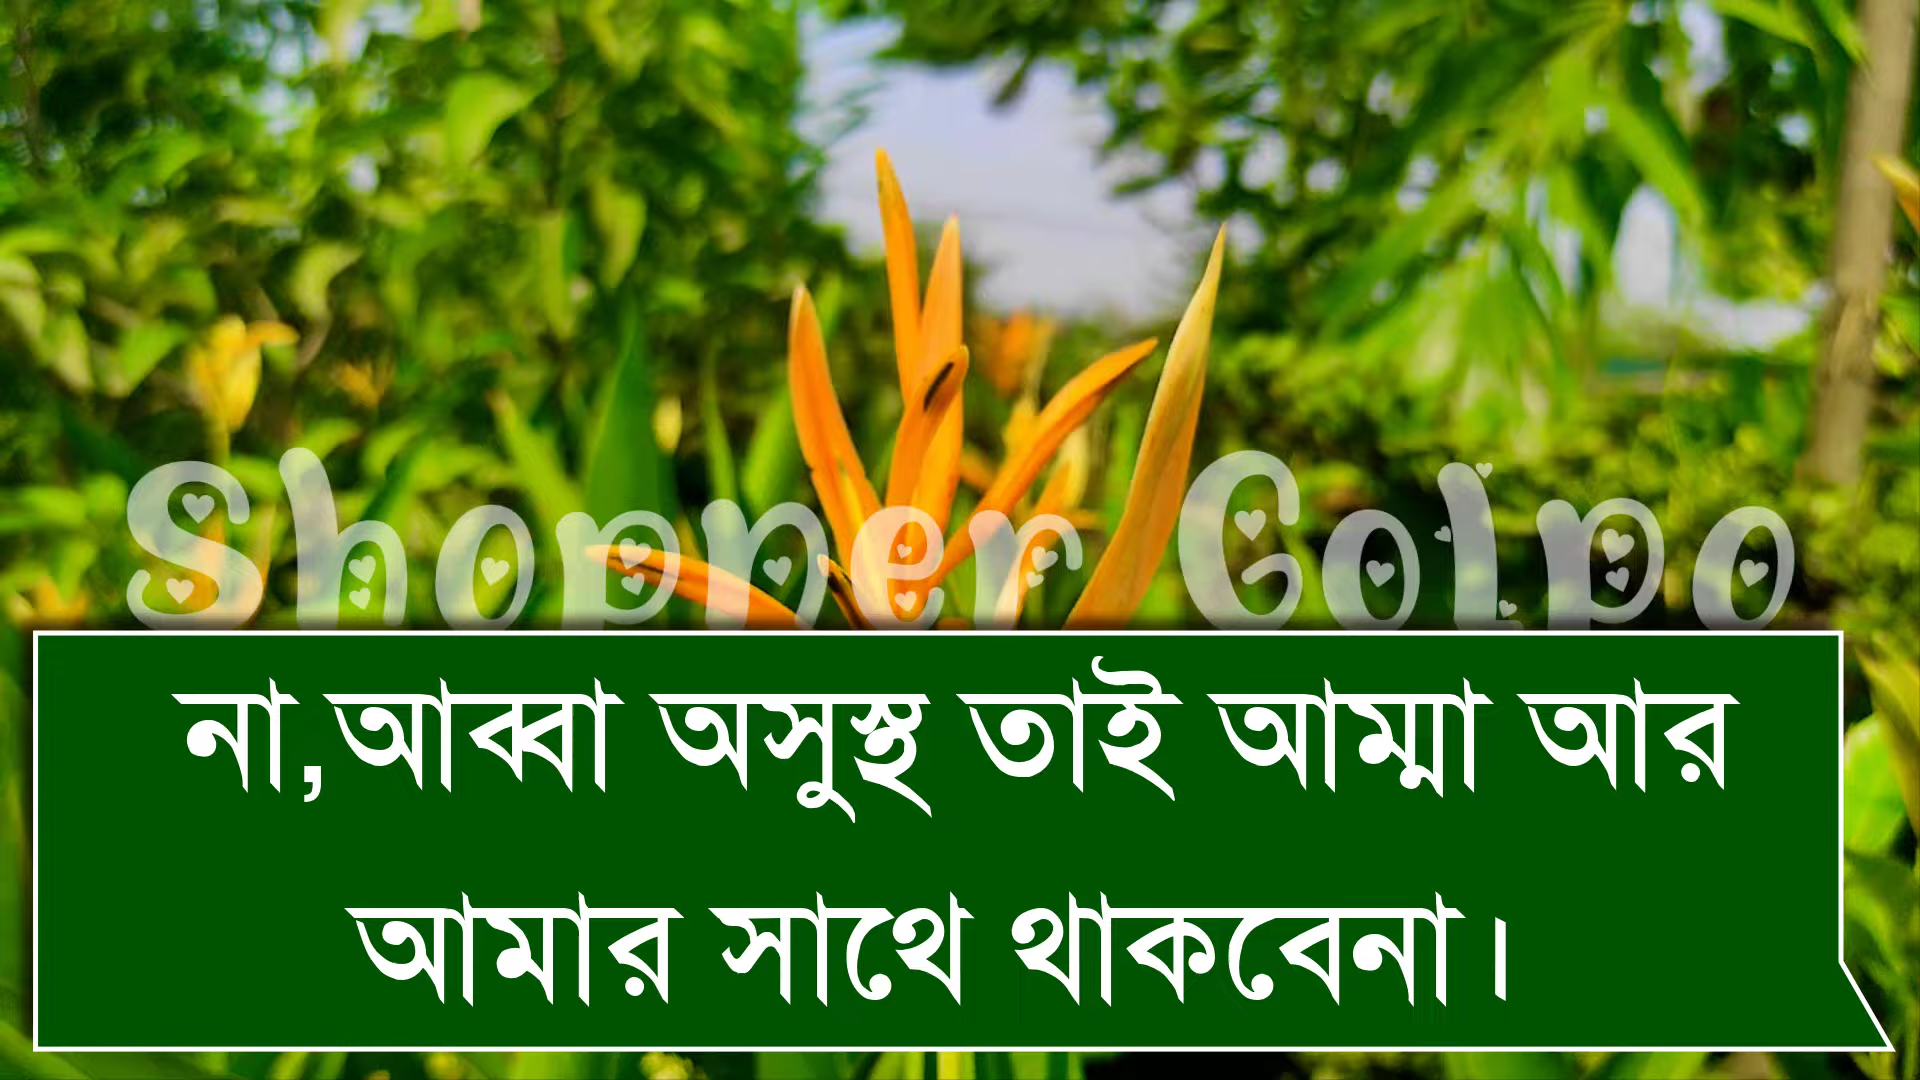 Shopner Golpo
না,আব্বা অসুস্থ তাই আম্মা আর
আমার সাথে থাকবেনা।